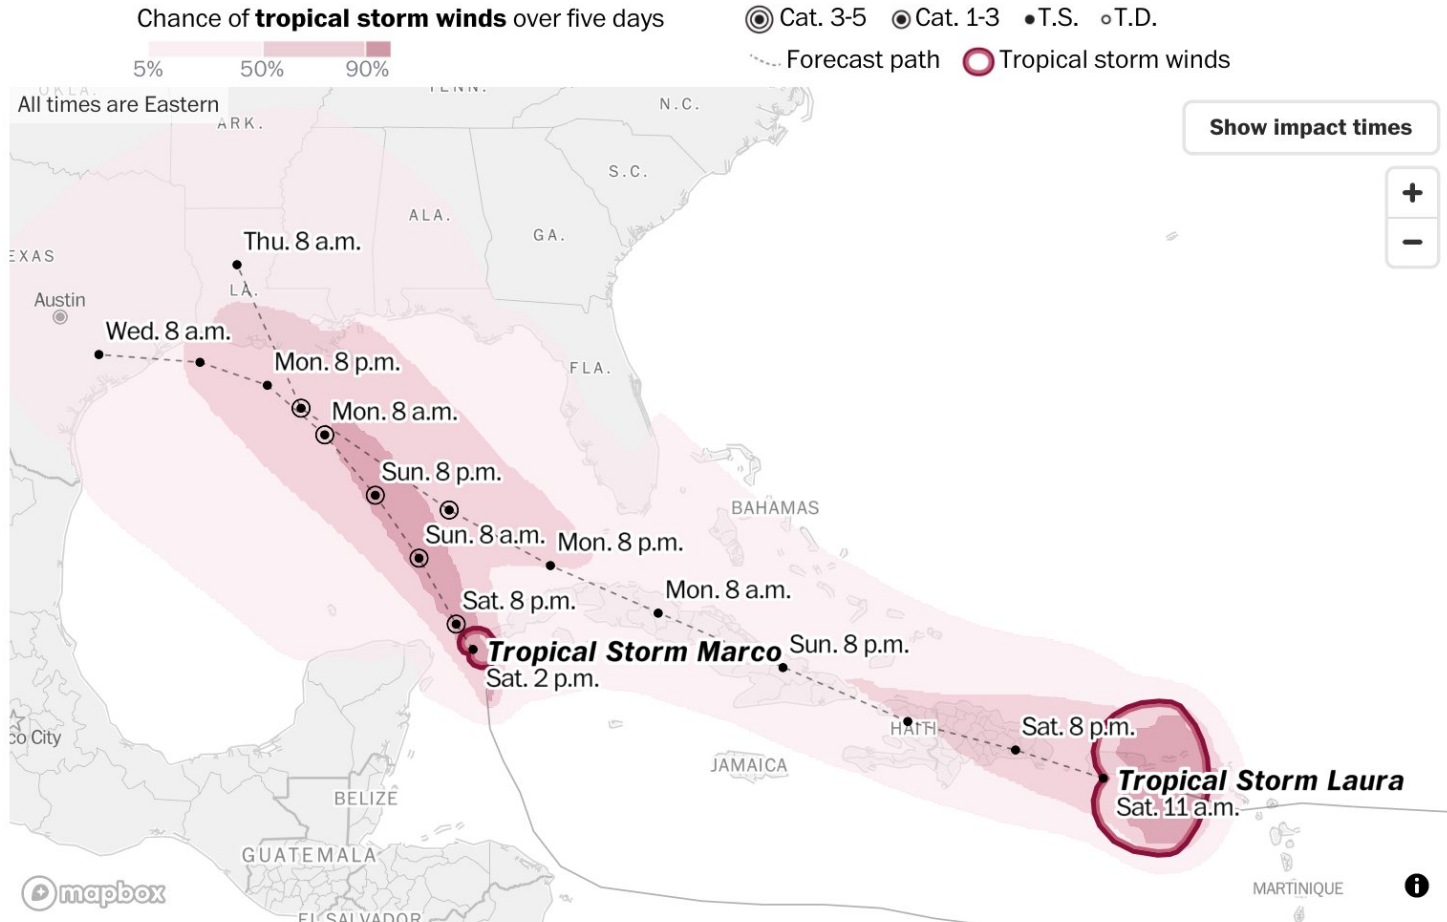 Chance of tropical storm winds over five days
5% 50% 90%
Cat. 3-5 Cat. 1-3 T.S. T.D.
Forecast path Tropical storm winds
OKLA.
TENN.
All times are Eastern
N.C.
ARK.
Show impact times
S.C.
+
ALA.
GA.
−
Thu. 8 a.m.
EXAS
LA.
Austin
Wed. 8 a.m.
Mon. 8 p.m.
FLA.
Mon. 8 a.m.
Sun. 8 p.m.
BAHAMAS
Sun. 8 a.m.
Mon. 8 p.m.
Mon. 8 a.m.
Sat. 8 p.m.
Sun. 8 p.m.
Tropical Storm Marco
Sat. 2 p.m.
HAITI
Sat. 8 p.m.
co City
JAMAICA
Tropical Storm Laura
Sat. 11 a.m.
BELIZE
GUATEMALA
mapbox
MARTINIQUE
i
EL SALVADOR